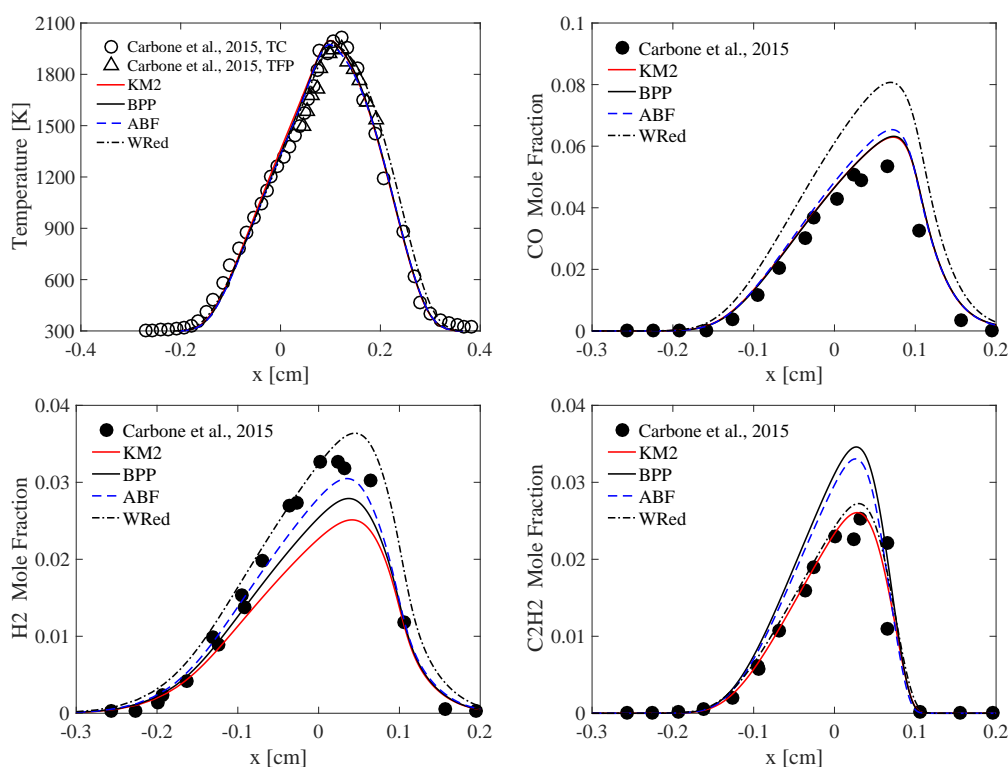 2100
1800
1500
1200
900
600
300
Temperature [K]
Carbone et al., 2015, TC
Carbone et al., 2015, TFP
KM2
BPP
ABF
WRed
-0.4
-0.2
0
0.2
0.4
x [cm]
0.1
0.08
0.06
0.04
0.02
0
CO Mole Fraction
Carbone et al., 2015
KM2
BPP
ABF
WRed
-0.3
-0.2
-0.1
0
0.1
0.2
x [cm]
0.04
0.03
0.02
0.01
0
H2 Mole Fraction
Carbone et al., 2015
KM2
BPP
ABF
WRed
-0.3
-0.2
-0.1
0
0.1
0.2
x [cm]
0.04
0.03
0.02
0.01
0
C2H2 Mole Fraction
Carbone et al., 2015
KM2
BPP
ABF
WRed
-0.3
-0.2
-0.1
0
0.1
0.2
x [cm]